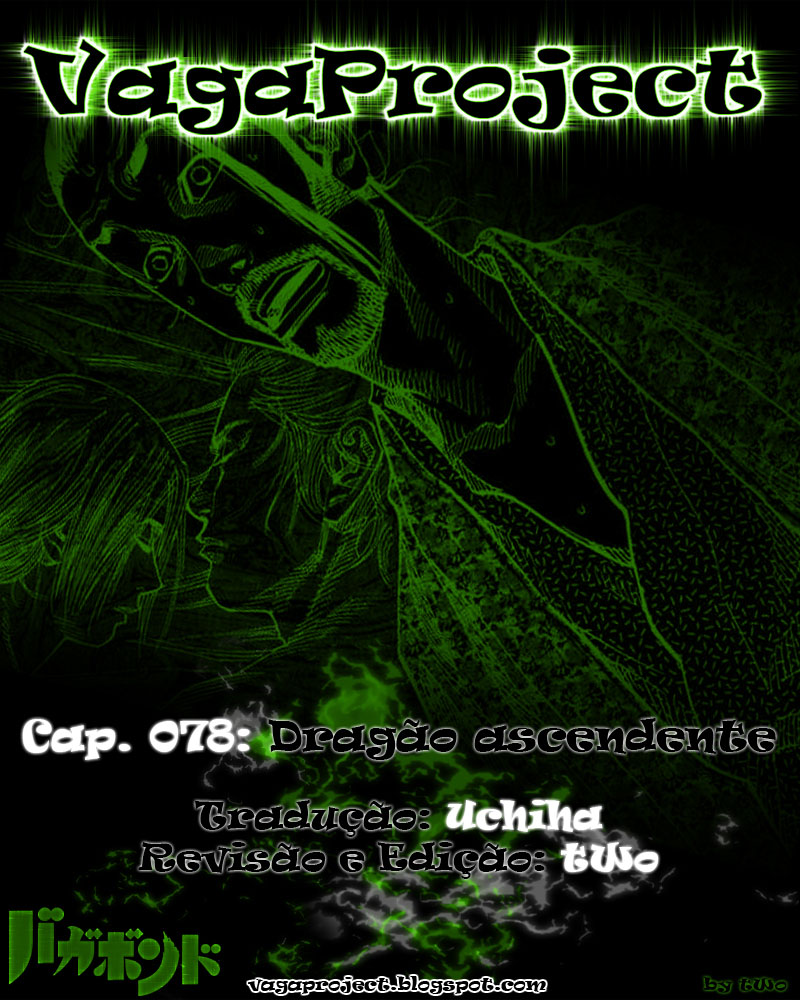 VagaProject
Cap. 078: Dragão ascendente
Tradução: Uchiha
Revisão e Edição: tWo
バガボンド
vagaproject.blogspot.com
by tWo